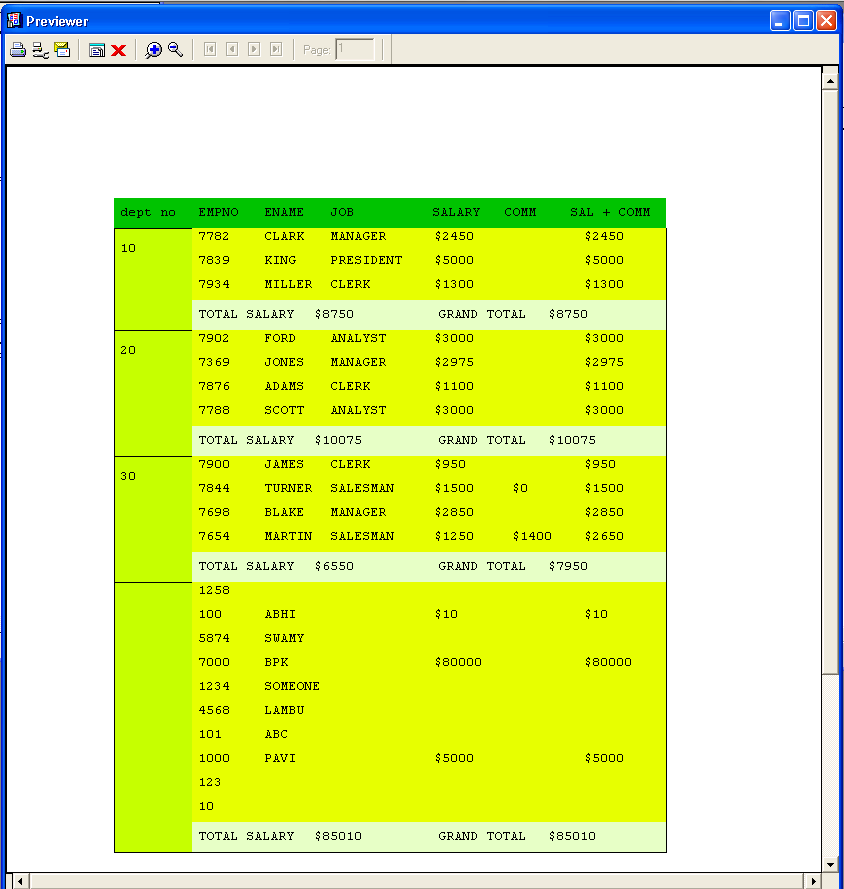 Previewer
Page: 1
dept no EMPNO ENAME JOB SALARY COMM SAL + COMM
10
7782 CLARK MANAGER $2450 $2450
7839 KING PRESIDENT $5000 $5000
7934 MILLER CLERK $1300 $1300
TOTAL SALARY $8750 GRAND TOTAL $8750
20
7902 FORD ANALYST $3000 $3000
7369 JONES MANAGER $2975 $2975
7876 ADAMS CLERK $1100 $1100
7788 SCOTT ANALYST $3000 $3000
TOTAL SALARY $10075 GRAND TOTAL $10075
30
7900 JAMES CLERK $950 $950
7844 TURNER SALESMAN $1500 $0 $1500
7698 BLAKE MANAGER $2850 $2850
7654 MARTIN SALESMAN $1250 $1400 $2650
TOTAL SALARY $6550 GRAND TOTAL $7950
1258
100 ABHI $10 $10
5874 SWAMY
7000 BPK $80000 $80000
1234 SOMEONE
4568 LAMBU
101 ABC
1000 PAVI $5000 $5000
123
10
TOTAL SALARY $85010 GRAND TOTAL $85010